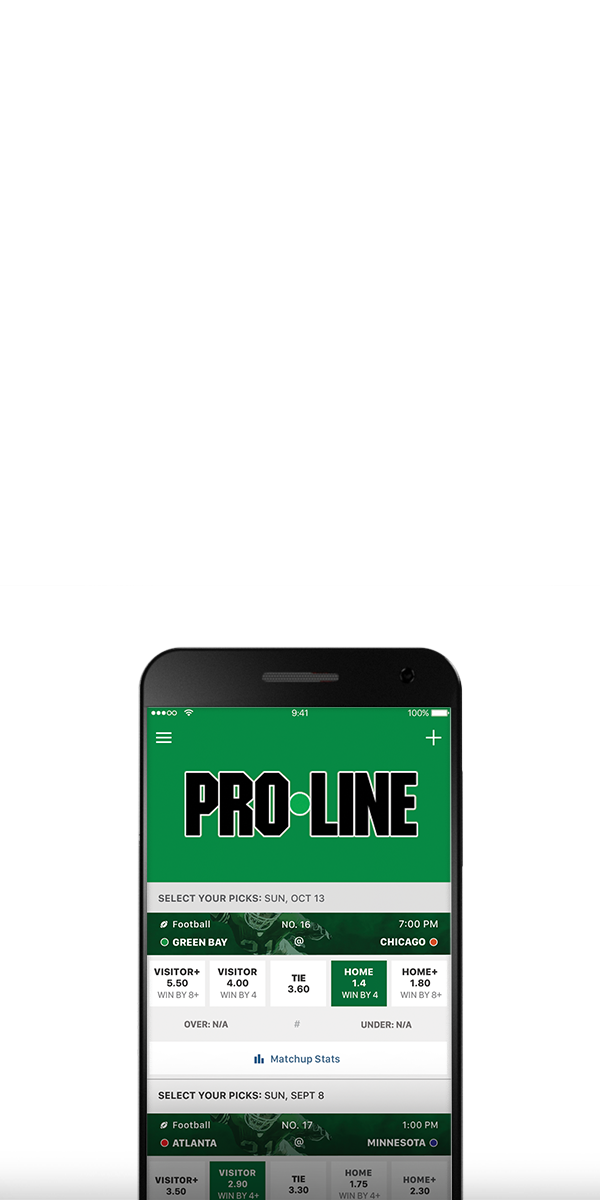 9:41
100%
PRO LINE
SELECT YOUR PICKS: SUN, OCT 13
Football NO. 16 7:00 PM
GREEN BAY @ CHICAGO
VISITOR+ VISITOR TIE HOME HOME+
5.50 4.00 3.60 1.4 1.80
WIN BY 8+ WIN BY 4 WIN BY 4 WIN BY 8+
OVER: N/A # UNDER: N/A
Matchup Stats
SELECT YOUR PICKS: SUN, SEPT 8
Football NO. 17 1:00 PM
ATLANTA @ MINNESOTA
VISITOR+ VISITOR TIE HOME HOME+
3.50 2.90 3.30 1.75 2.30
WIN BY 4+ WIN BY 4+